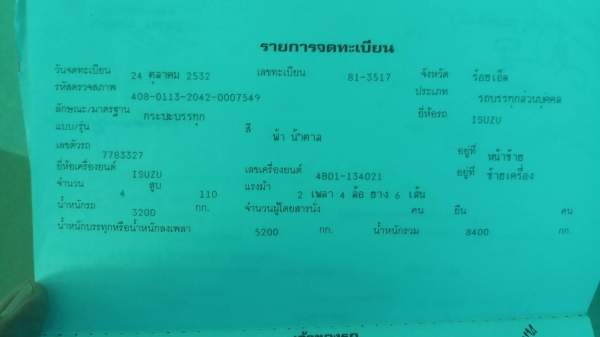 รายการจดทะเบียน
วันจดทะเบียน 24 ตุลาคม 2532 เลขทะเบียน 81-3517 จังหวัด ร้อยเอ็ด
รหัสตรวจสภาพ 408-0113-2042-0007549 ประเภท รถบรรทุกส่วนบุคคล
ลักษณะ/มาตรฐาน กระบะบรรทุก ยี่ห้อรถ ISUZU
แบบ/รุ่น สี ฟ้า น้ำตาล
เลขตัวรถ 7783327 อยู่ที่ หน้าซ้าย
ยี่ห้อเครื่องยนต์ ISUZU เลขเครื่องยนต์ 4BD1-134021 อยู่ที่ ซ้ายเครื่อง
จำนวน 4 สูบ 110 แรงม้า 2 เพลา 4 ล้อ ยาง 6 เส้น
น้ำหนักรถ 3200 กก. จำนวนผู้โดยสารนั่ง คน ยืน คน
น้ำหนักบรรทุกหรือน้ำหนักลงเพลา 5200 กก. น้ำหนักรวม 8400 กก.